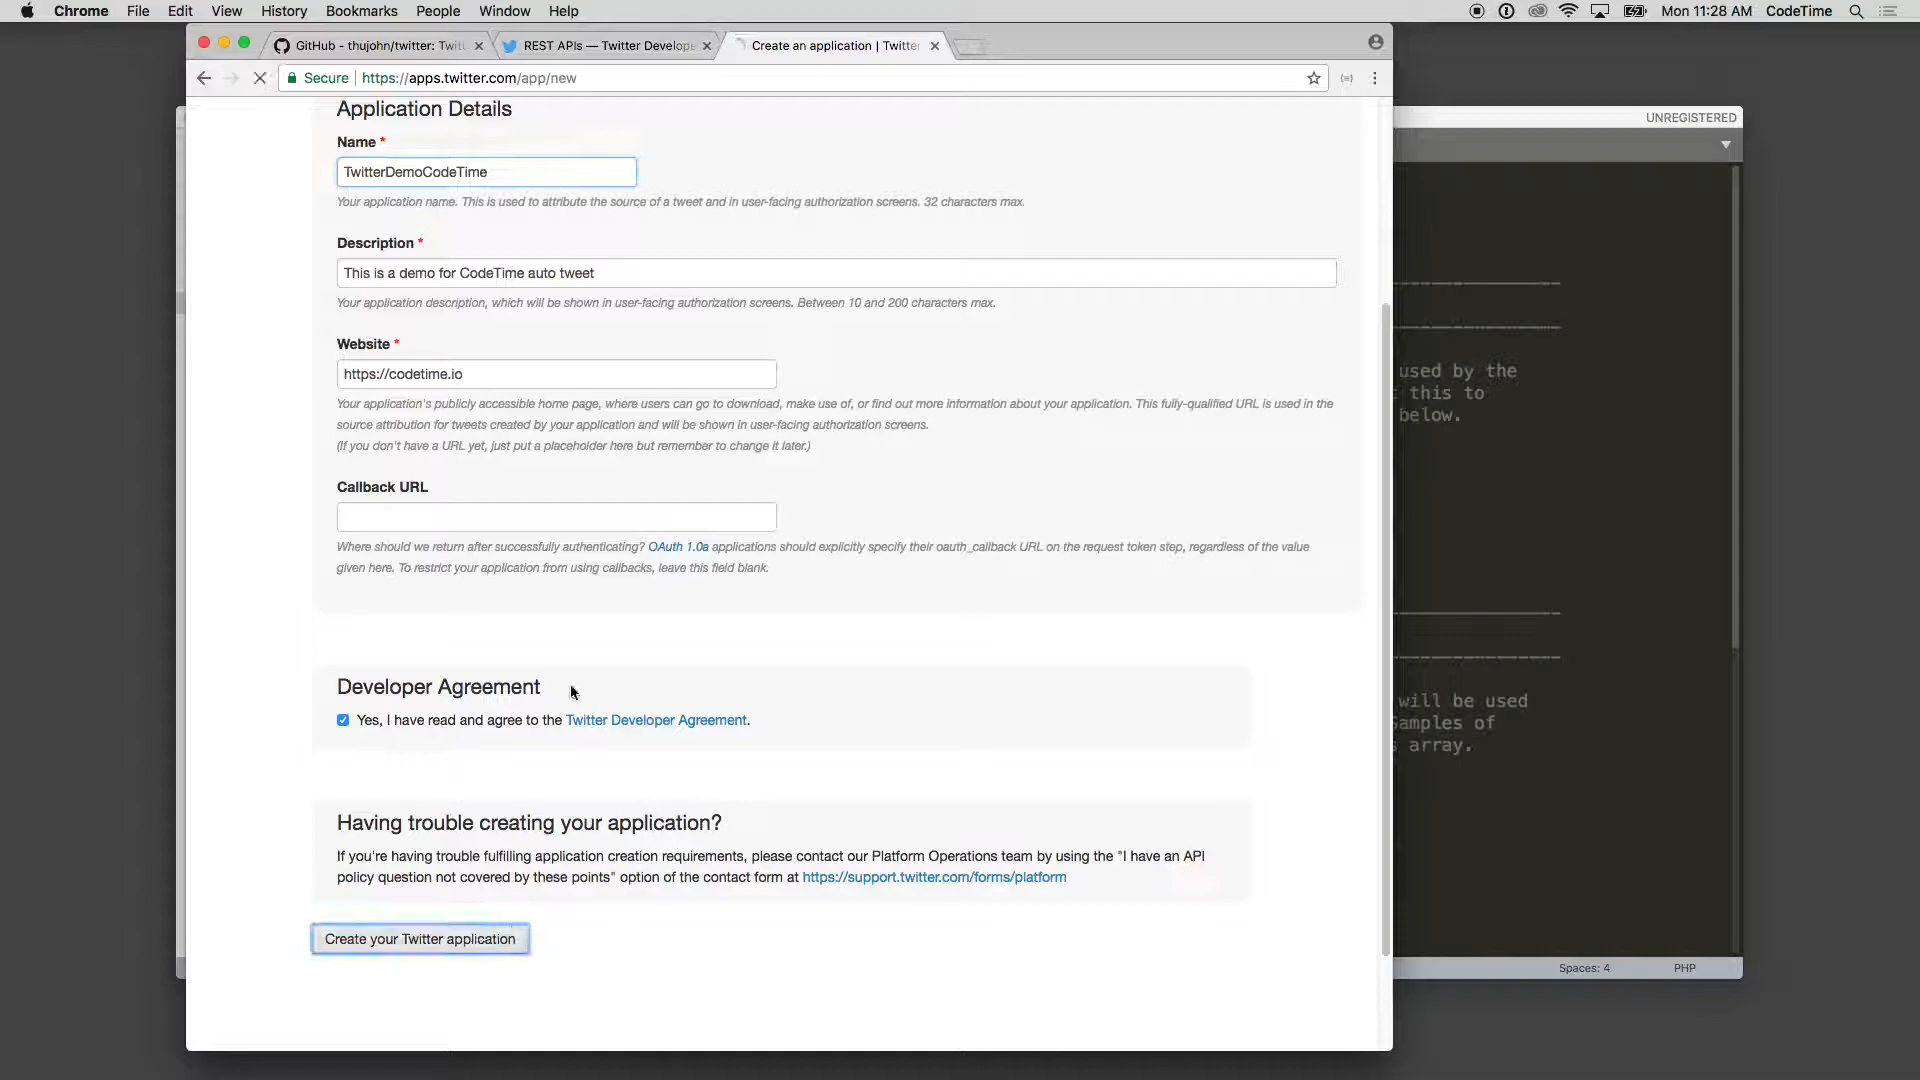 Chrome File Edit View History Bookmarks People Window Help
Mon 11:28 AM CodeTime
GitHub - thujohn/twitter: Twitt
REST APIs — Twitter Develope
Create an application | Twitte
Secure https://apps.twitter.com/app/new
UNREGISTERED
Application Details
Name *
TwitterDemoCodeTime
Your application name. This is used to attribute the source of a tweet and in user-facing authorization screens. 32 characters max.
Description *
This is a demo for CodeTime auto tweet
Your application description, which will be shown in user-facing authorization screens. Between 10 and 200 characters max.
Website *
https://codetime.io
Your application's publicly accessible home page, where users can go to download, make use of, or find out more information about your application. This fully-qualified URL is used in the
source attribution for tweets created by your application and will be shown in user-facing authorization screens.
(If you don't have a URL yet, just put a placeholder here but remember to change it later.)
Callback URL
Where should we return after successfully authenticating? OAuth 1.0a applications should explicitly specify their oauth_callback URL on the request token step, regardless of the value
given here. To restrict your application from using callbacks, leave this field blank.
Developer Agreement
Yes, I have read and agree to the Twitter Developer Agreement.
Having trouble creating your application?
If you're having trouble fulfilling application creation requirements, please contact our Platform Operations team by using the "I have an API
policy question not covered by these points" option of the contact form at https://support.twitter.com/forms/platform
Create your Twitter application
used by the
this to
below.
will be used
Samples of
array.
Spaces: 4 PHP